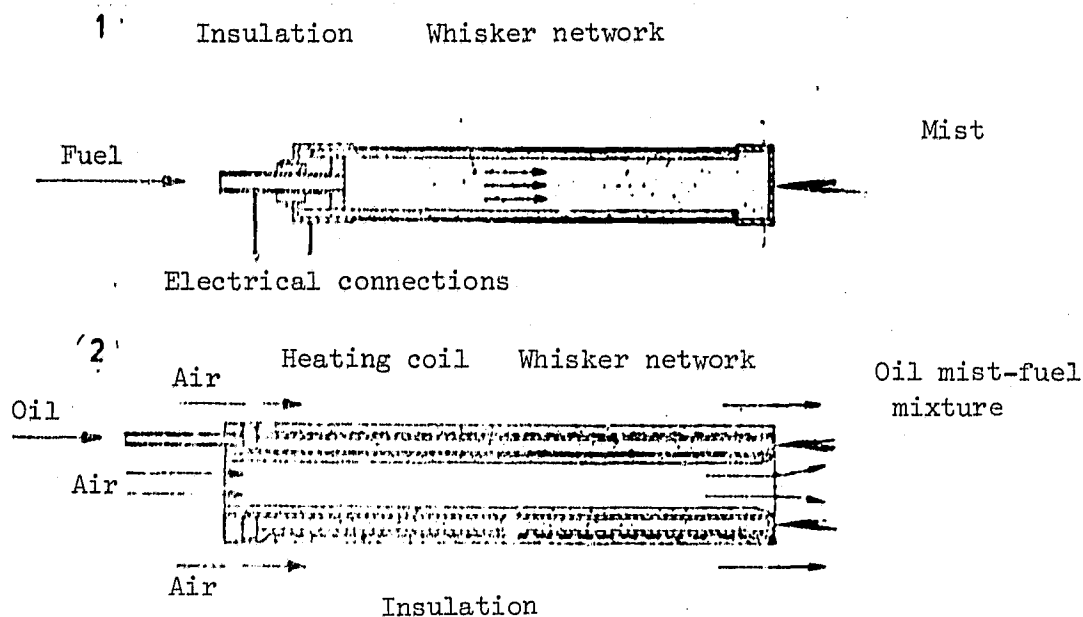 1
Insulation Whisker network
Mist
Fuel
Electrical connections
2
Heating coil Whisker network
Air
Oil mist-fuel
mixture
Oil
Air
Air
Insulation